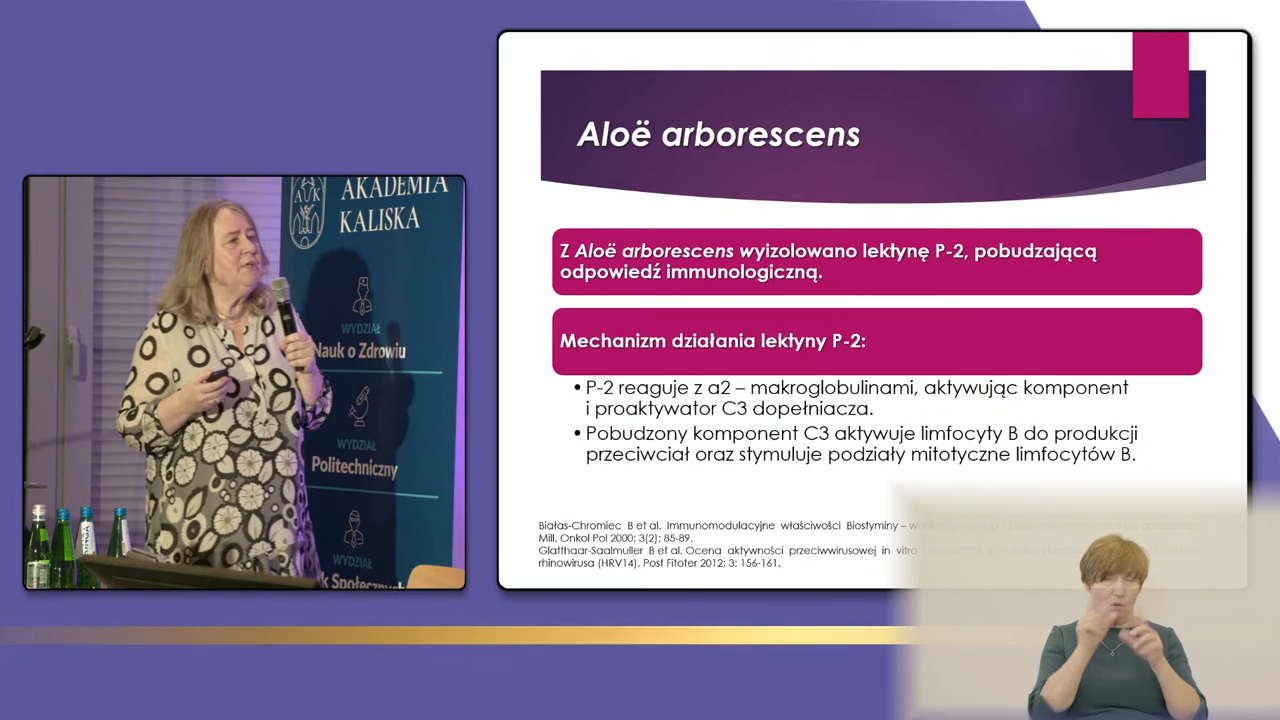 Aloë arborescens
Z Aloë arborescens wyizolowano lektynę P-2, pobudzającą
odpowiedź immunologiczną.
Mechanizm działania lektyny P-2:
• P-2 reaguje z a2 – makroglobulinami, aktywując komponent
i proaktywator C3 dopełniacza.
• Pobudzony komponent C3 aktywuje limfocyty B do produkcji
przeciwciał oraz stymuluje podziały mitotyczne limfocytów B.
Białas-Chromiec B et al. Immunomodulacyjne właściwości Biostyminy –
Mill. Onkol Pol 2000; 3(2): 85-89.
Glatthaar-Saalmuller B et al. Ocena aktywności przeciwwirusowej in vitro
rhinowirusa (HRV14). Post Fitoter 2012; 3: 156-161.
AUK
AKADEMIA
KALISKA
WYDZIAŁ
Nauk o Zdrowiu
WYDZIAŁ
Politechniczny
WYDZIAŁ
k Społecznych